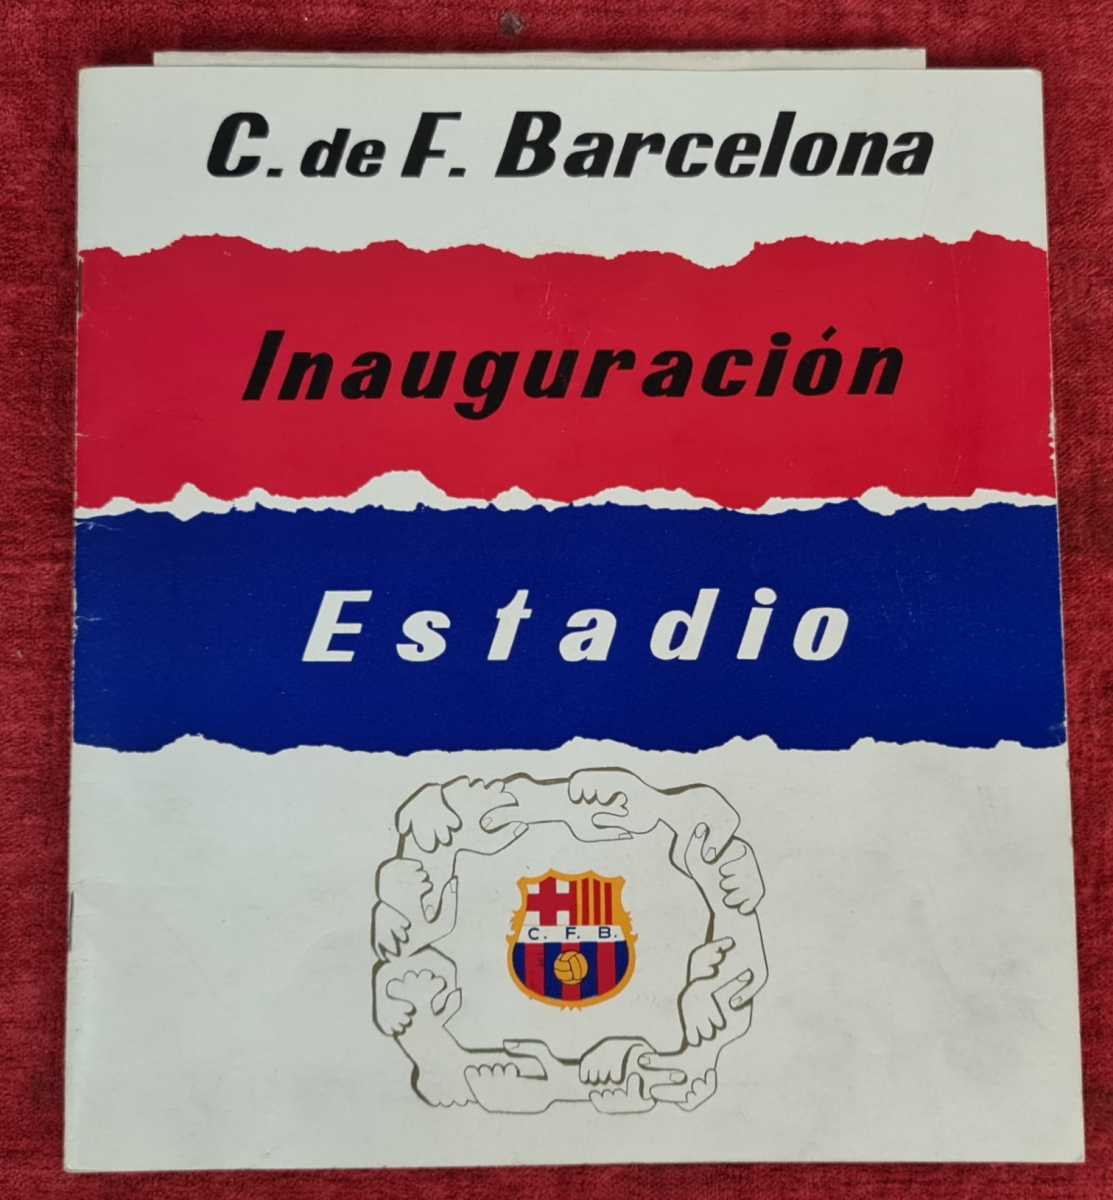 C. de F. Barcelona
Inauguración
Estadio
C. F. B.